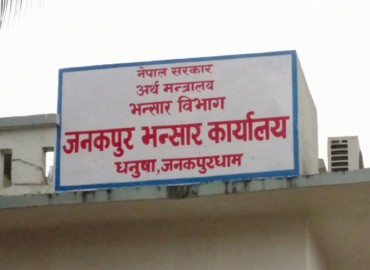 नेपाल सरकार
अर्थ मन्त्रालय
भन्सार विभाग
जनकपुर भन्सार कार्यालय
धनुषा,जनकपुरधाम